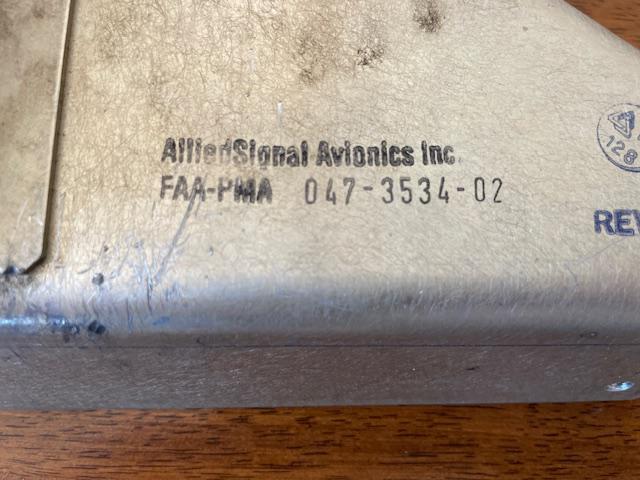 AlliedSignal Avionics Inc.
FAA-PMA 047-3534-02
128
REV